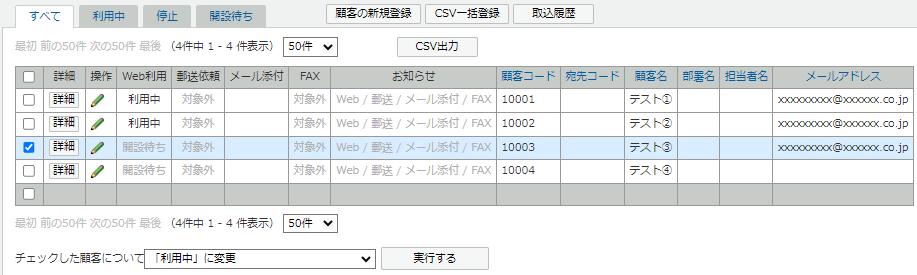 すべて 利用中 停止 開設待ち 顧客の新規登録 CSV一括登録 取込履歴
最初 前の50件 次の50件 最後 (4件中 1 - 4 件表示) 50件 CSV出力
詳細 操作 Web利用 郵送依頼 メール添付 FAX お知らせ 顧客コード 宛先コード 顧客名 部署名 担当者名 メールアドレス
詳細 利用中 対象外 対象外 Web / 郵送 / メール添付 / FAX 10001 テスト① xxxxxxxxx@xxxxxx.co.jp
詳細 利用中 対象外 対象外 Web / 郵送 / メール添付 / FAX 10002 テスト② xxxxxxxxx@xxxxxx.co.jp
詳細 開設待ち 対象外 対象外 Web / 郵送 / メール添付 / FAX 10003 テスト③ xxxxxxxxx@xxxxxx.co.jp
詳細 開設待ち 対象外 対象外 Web / 郵送 / メール添付 / FAX 10004 テスト④
最初 前の50件 次の50件 最後 (4件中 1 - 4 件表示) 50件
チェックした顧客について 「利用中」に変更 実行する